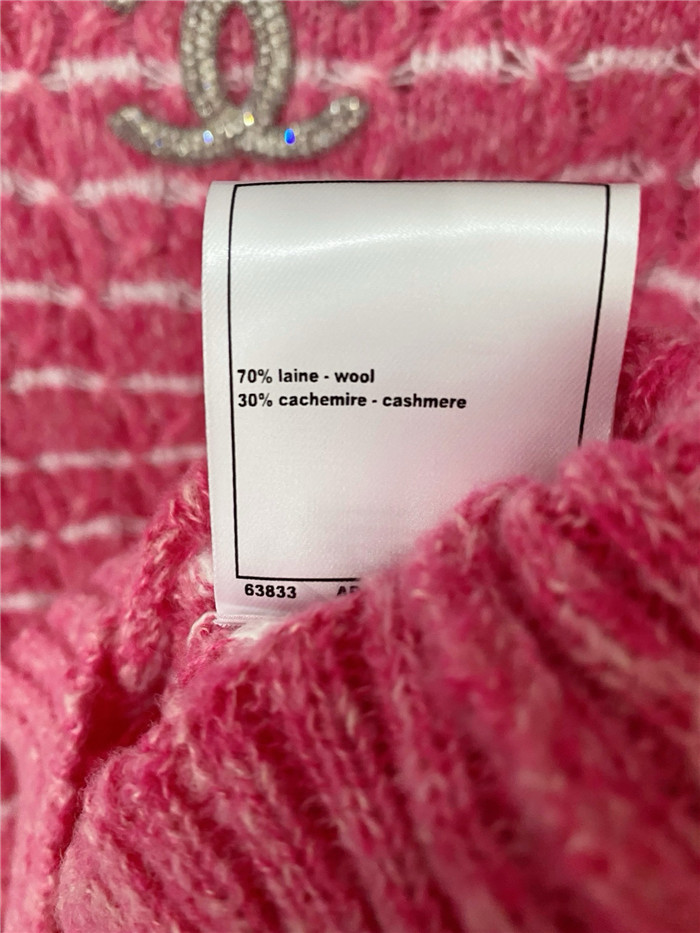 70% laine - wool
30% cachemire - cashmere
63833